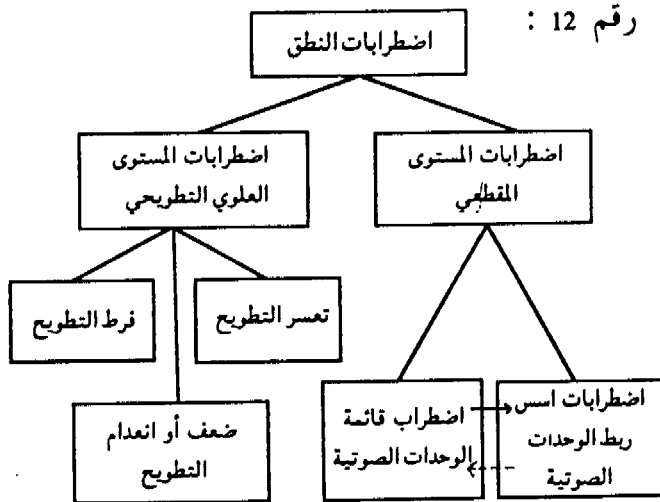 رقم 12 :
اضطرابات النطق
اضطرابات المستوى
المقطعي
اضطرابات المستوى
العلوي التطويحي
تعسر التطويح
فرط التطويح
ضعف أو انعدام
التطويح
اضطرابات اسس
ربط الوحدات
الصوتية
اضطراب قائمة
الوحدات الصوتية